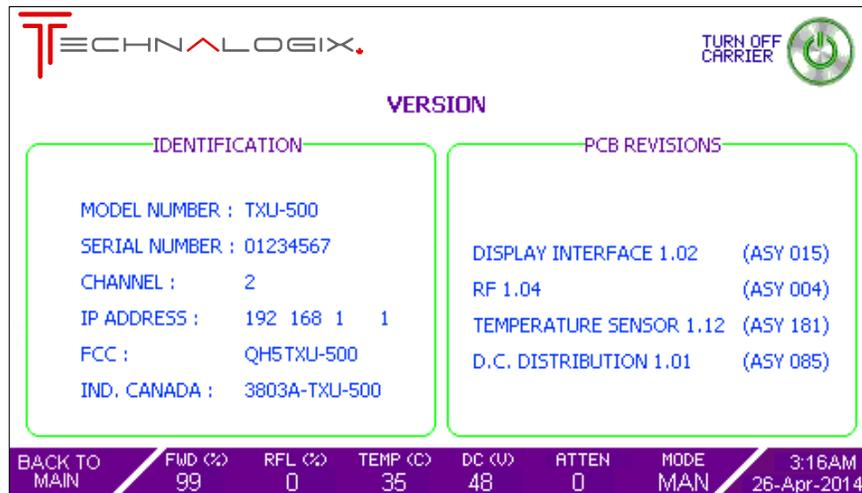 TECHNALOGIX.
TURN OFF
CARRIER
VERSION
IDENTIFICATION
MODEL NUMBER : TXU-500
SERIAL NUMBER : 01234567
CHANNEL : 2
IP ADDRESS : 192 168 1 1
FCC : QH5TXU-500
IND. CANADA : 3803A-TXU-500
PCB REVISIONS
DISPLAY INTERFACE 1.02 (ASY 015)
RF 1.04 (ASY 004)
TEMPERATURE SENSOR 1.12 (ASY 181)
D.C. DISTRIBUTION 1.01 (ASY 085)
BACK TO
MAIN
FWD (%)
99
RFL (%)
0
TEMP (C)
35
DC (V)
48
ATTEN
0
MODE
MAN
3:16AM
26-Apr-2014